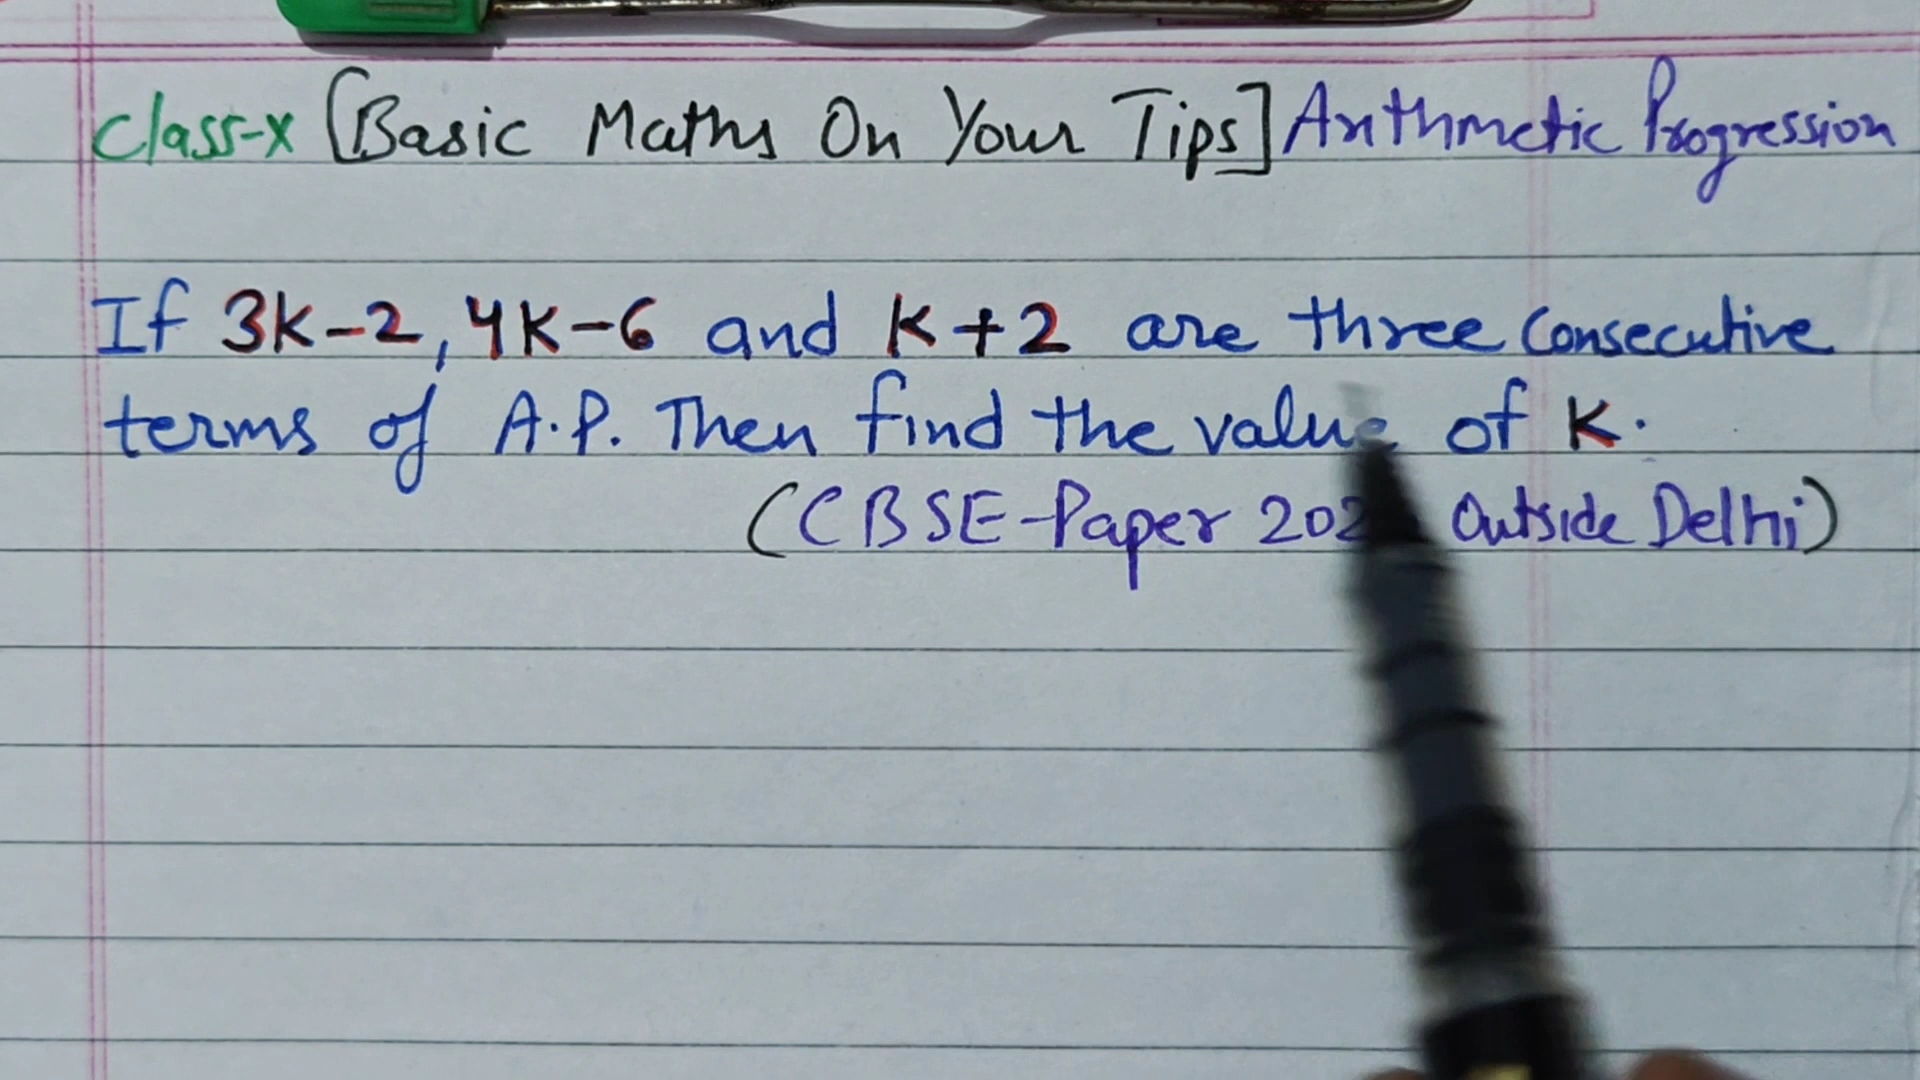 Class-X [Basic Maths On Your Tips] Arithmetic Progression
If 3K-2, 4K-6 and K+2 are three Consecutive
terms of A.P. Then find the value of K.
(CBSE-Paper Outside Delhi)